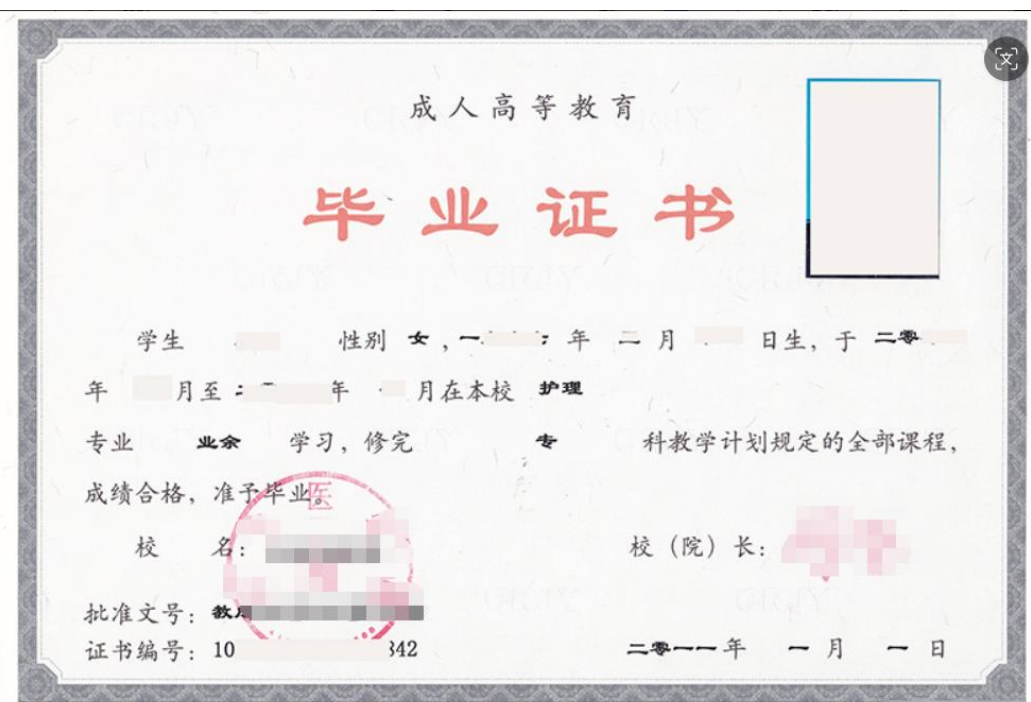 成人高等教育
毕业证书
学生 性别 女，一 年 二 月 日生，于 二零
年 月至 年 月在本校 护理
专业 业余 学习，修完 专 科教学计划规定的全部课程，
成绩合格，准予毕业。
医
校 名： 校（院）长：
批准文号：教
证书编号：10 342
二零一一年 一 月 一 日